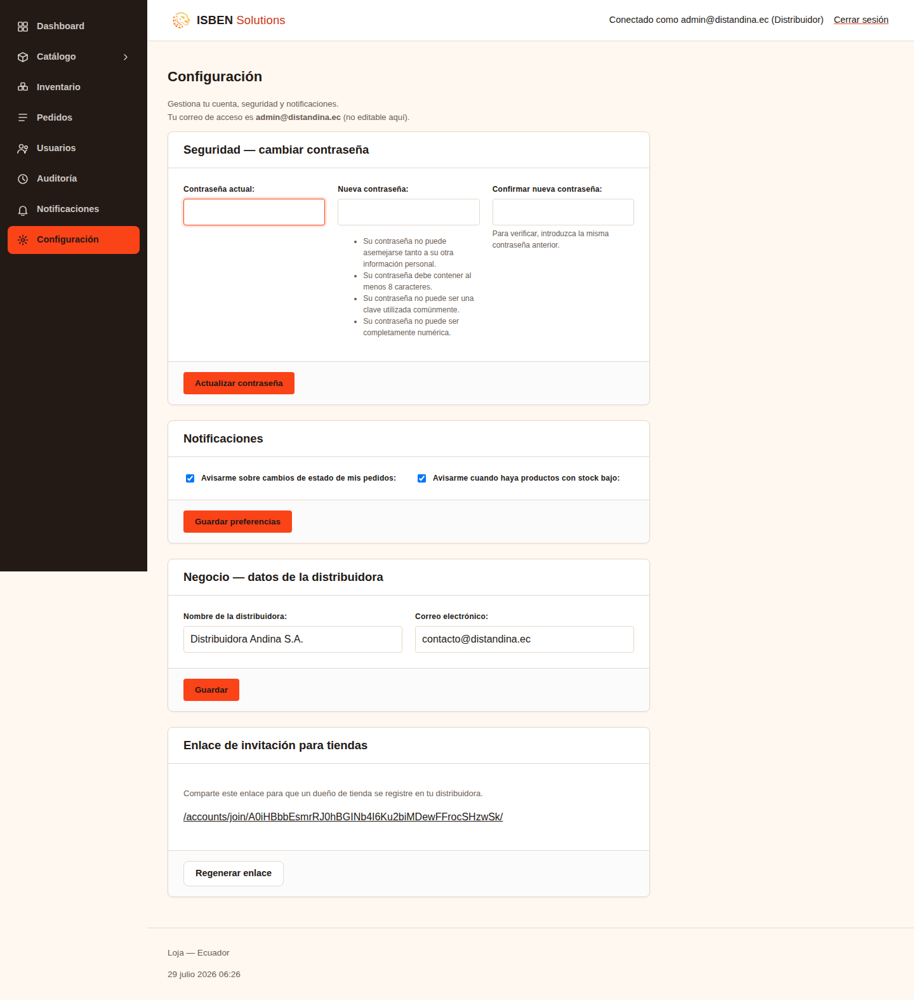 Dashboard
Catálogo
Inventario
Pedidos
Usuarios
Auditoría
Notificaciones
Configuración
ISBEN Solutions
Conectado como admin@distandina.ec (Distribuidor) Cerrar sesión
Configuración
Gestiona tu cuenta, seguridad y notificaciones.
Tu correo de acceso es admin@distandina.ec (no editable aquí).
Seguridad — cambiar contraseña
Contraseña actual:
Nueva contraseña:
Su contraseña no puede
asemejarse tanto a su otra
información personal.
Su contraseña debe contener al
menos 8 caracteres.
Su contraseña no puede ser una
clave utilizada comúnmente.
Su contraseña no puede ser
completamente numérica.
Confirmar nueva contraseña:
Para verificar, introduzca la misma
contraseña anterior.
Actualizar contraseña
Notificaciones
Avisarme sobre cambios de estado de mis pedidos:
Avisarme cuando haya productos con stock bajo:
Guardar preferencias
Negocio — datos de la distribuidora
Nombre de la distribuidora:
Distribuidora Andina S.A.
Correo electrónico:
contacto@distandina.ec
Guardar
Enlace de invitación para tiendas
Comparte este enlace para que un dueño de tienda se registre en tu distribuidora.
/accounts/join/A0iHBbbEsmrRJ0hBGINb4I6Ku2biMDewFFrocSHzwSk/
Regenerar enlace
Loja — Ecuador
29 julio 2026 06:26